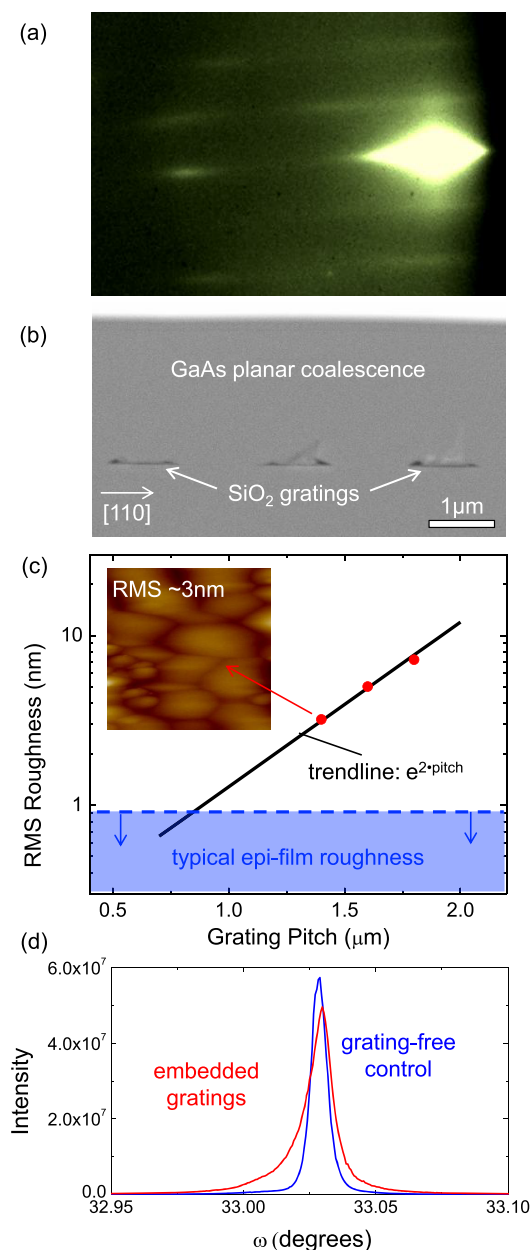 (a)
(b)
GaAs planar coalescence
SiO₂ gratings
[110]
1μm
(c)
RMS ~3nm
10
1
RMS Roughness (nm)
trendline: e^2•pitch
typical epi-film roughness
0.5 1.0 1.5 2.0
Grating Pitch (μm)
(d)
6.0x10⁷
4.0x10⁷
2.0x10⁷
0.0
Intensity
embedded
gratings
grating-free
control
32.95 33.00 33.05 33.10
ω (degrees)